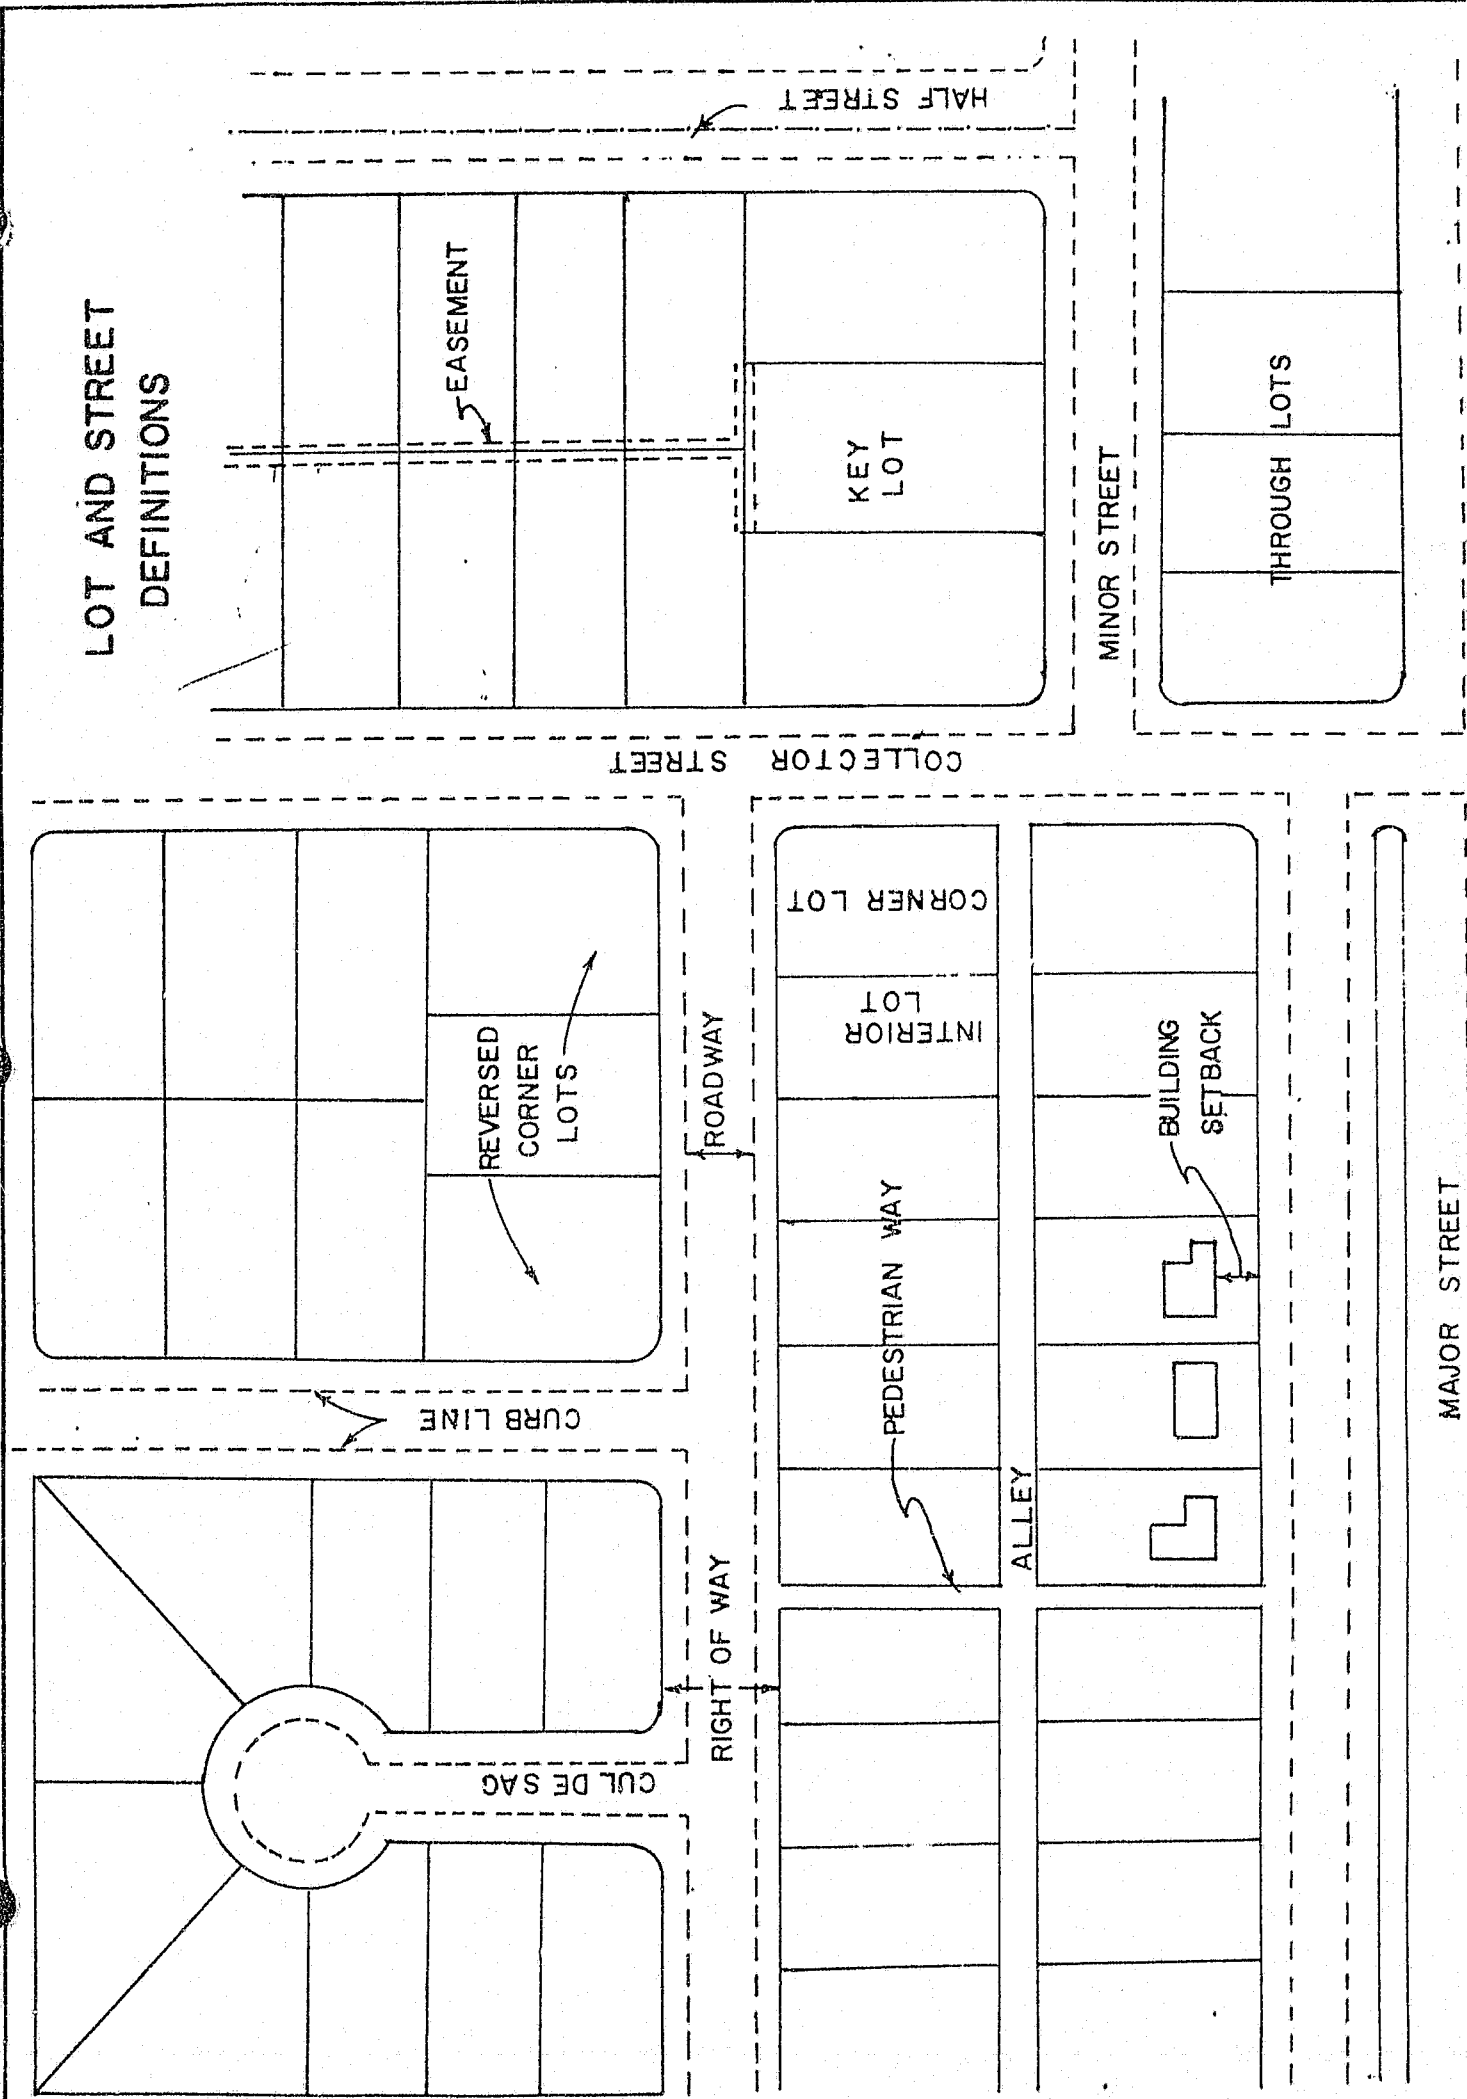 LOT AND STREET
DEFINITIONS
HALF STREET
EASEMENT
KEY
LOT
MINOR STREET
THROUGH LOTS
COLLECTOR STREET
REVERSED
CORNER
LOTS
ROADWAY
CORNER LOT
INTERIOR
LOT
BUILDING
SETBACK
PEDESTRIAN WAY
CURB LINE
ALLEY
MAJOR STREET
RIGHT OF WAY
CUL DE SAG